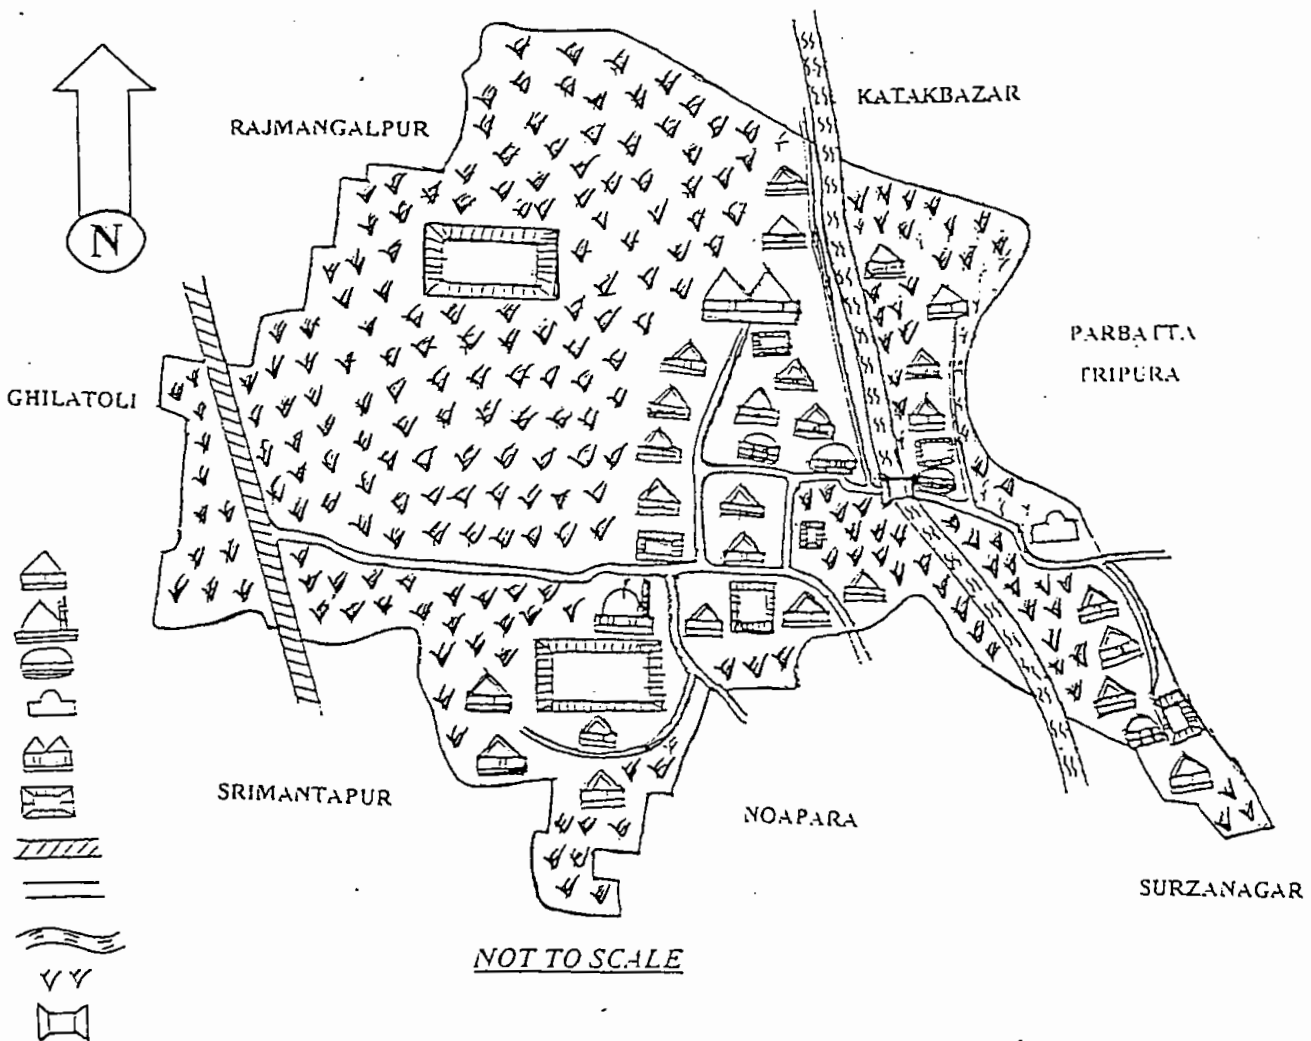 KATAKBAZAR
RAJMANGALPUR
N
PARBATTA
TRIPURA
GHILATOLI
SRIMANTAPUR
NOAPARA
SURZANAGAR
NOT TO SCALE